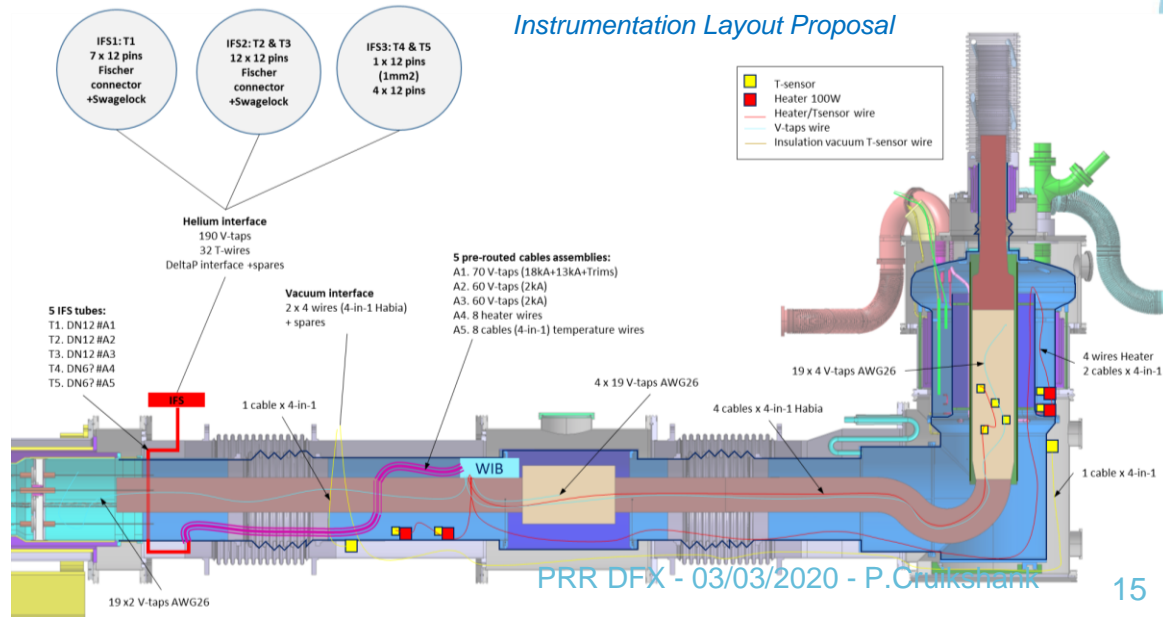 Instrumentation Layout Proposal
IFS1: T1
7 x 12 pins
Fischer
connector
+Swagelock
IFS2: T2 & T3
12 x 12 pins
Fischer
connector
+Swagelock
IFS3: T4 & T5
1 x 12 pins
(1mm2)
4 x 12 pins
T-sensor
Heater 100W
Heater/Tsensor wire
V-taps wire
Insulation vacuum T-sensor wire
Helium interface
190 V-taps
32 T-wires
DeltaP interface +spares
5 pre-routed cables assemblies:
A1. 70 V-taps (18kA+13kA+Trims)
A2. 60 V-taps (2kA)
A3. 60 V-taps (2kA)
A4. 8 heater wires
A5. 8 cables (4-in-1) temperature wires
Vacuum interface
2 x 4 wires (4-in-1 Habia)
+ spares
5 IFS tubes:
T1. DN12 #A1
T2. DN12 #A2
T3. DN12 #A3
T4. DN6? #A4
T5. DN6? #A5
IFS
1 cable x 4-in-1
4 x 19 V-taps AWG26
4 cables x 4-in-1 Habia
19 x 4 V-taps AWG26
4 wires Heater
2 cables x 4-in-1
WIB
1 cable x 4-in-1
19 x2 V-taps AWG26
PRR DFX - 03/03/2020 - P.Cruikshank
15